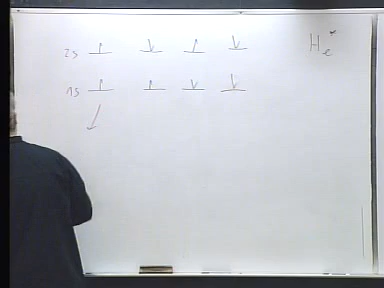 2s ↿ ⇂ ↿ ⇂ He*
1s ↿ ↿ ⇂ ⇂